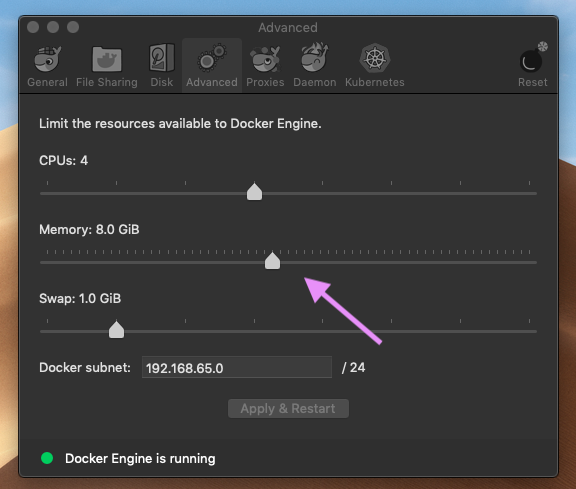 Advanced
General File Sharing Disk Advanced Proxies Daemon Kubernetes Reset
Limit the resources available to Docker Engine.
CPUs: 4
Memory: 8.0 GiB
Swap: 1.0 GiB
Docker subnet: 192.168.65.0 / 24
Apply & Restart
Docker Engine is running